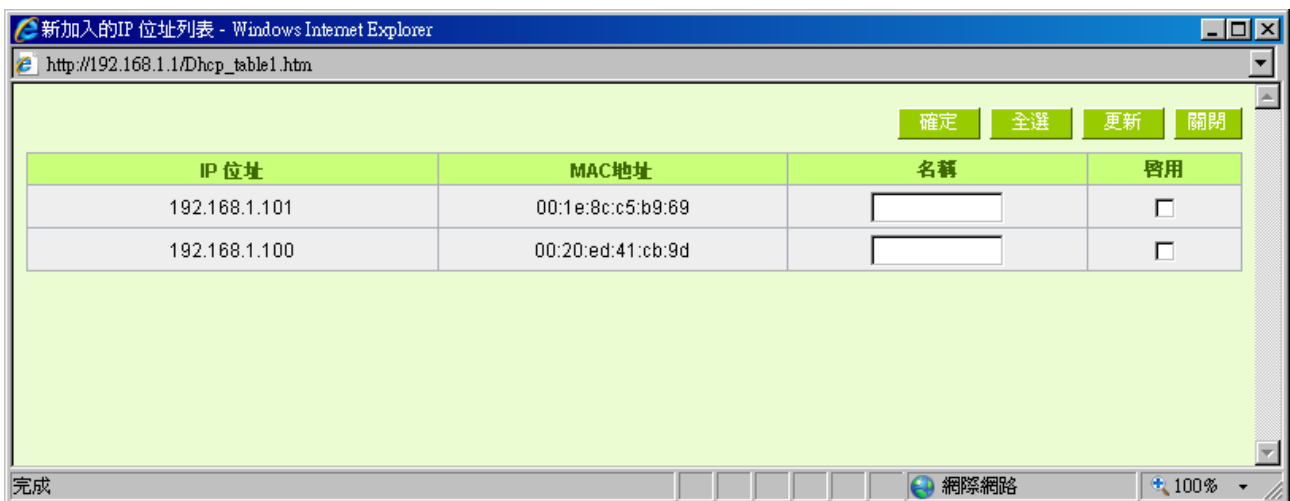 新加入的IP 位址列表 - Windows Internet Explorer
http://192.168.1.1/Dhcp_table1.htm
確定 全選 更新 關閉
IP 位址 MAC地址 名稱 啓用
192.168.1.101 00:1e:8c:c5:b9:69
192.168.1.100 00:20:ed:41:cb:9d
完成 網際網路 100%